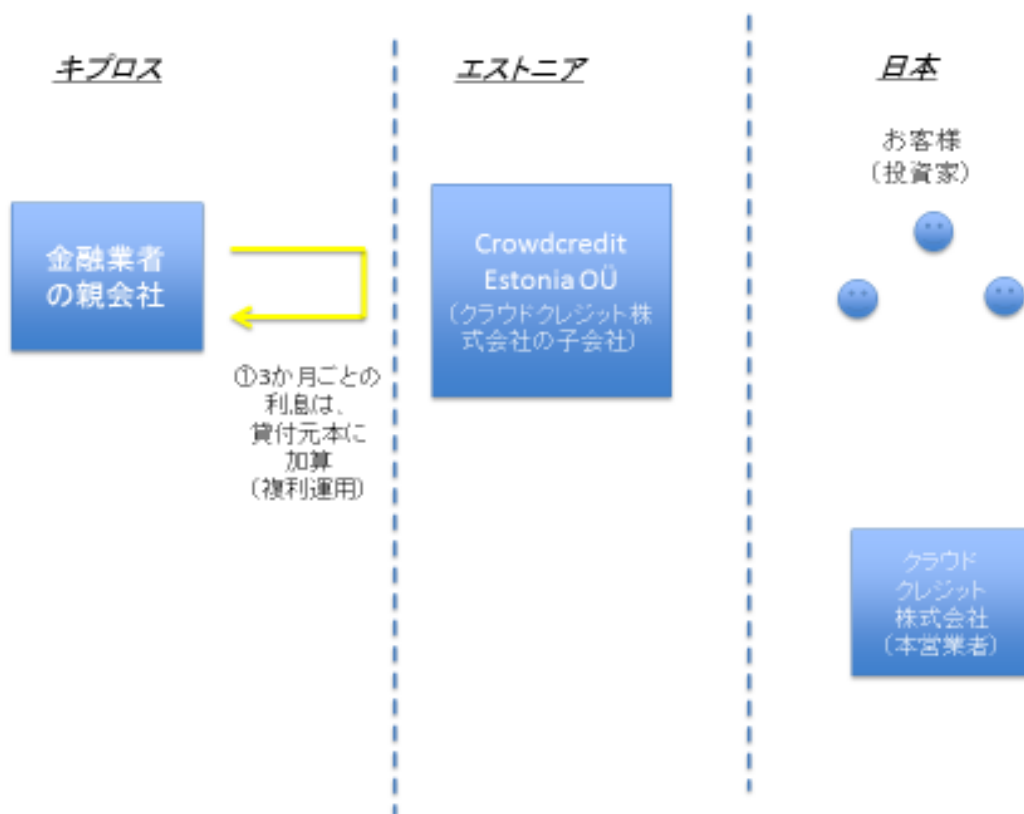 キプロス
エストニア
日本
お客様
（投資家）
金融業者
の親会社
Crowdcredit
Estonia OÜ
（クラウドクレジット株
式会社の子会社）
①3か月ごとの
利息は、
貸付元本に
加算
（複利運用）
クラウド
クレジット
株式会社
（本営業者）